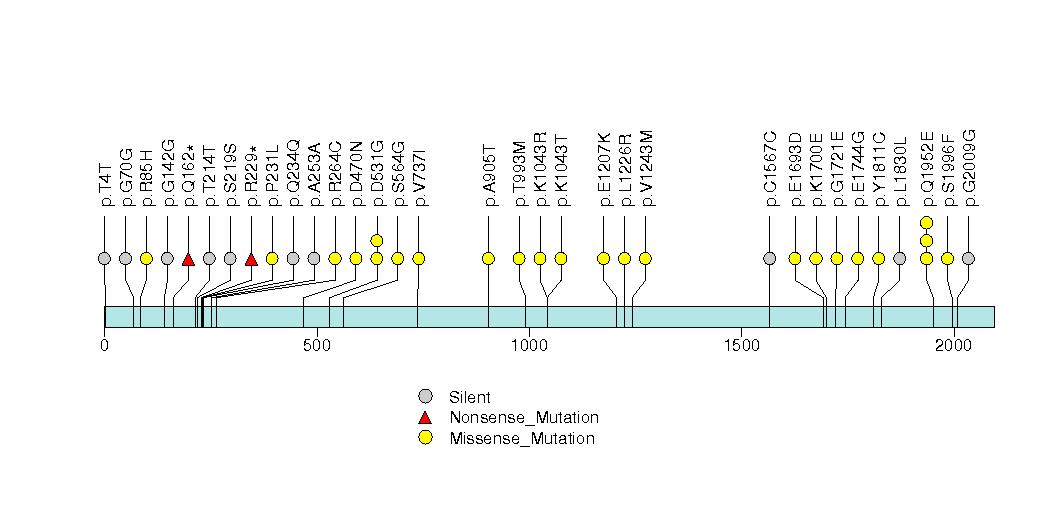 p.T4T
p.G70G
p.R85H
p.G142G
p.Q162*
p.T214T
p.S219S
p.R229*
p.P231L
p.Q234Q
p.A253A
p.R264C
p.D470N
p.D531G
p.S564G
p.V737I
p.A905T
p.T993M
p.K1043R
p.K1043T
p.E1207K
p.L1226R
p.V1243M
p.C1567C
p.E1693D
p.K1700E
p.G1721E
p.E1744G
p.Y1811C
p.L1830L
p.Q1952E
p.S1996F
p.G2009G
0 500 1000 1500 2000
Silent
Nonsense_Mutation
Missense_Mutation